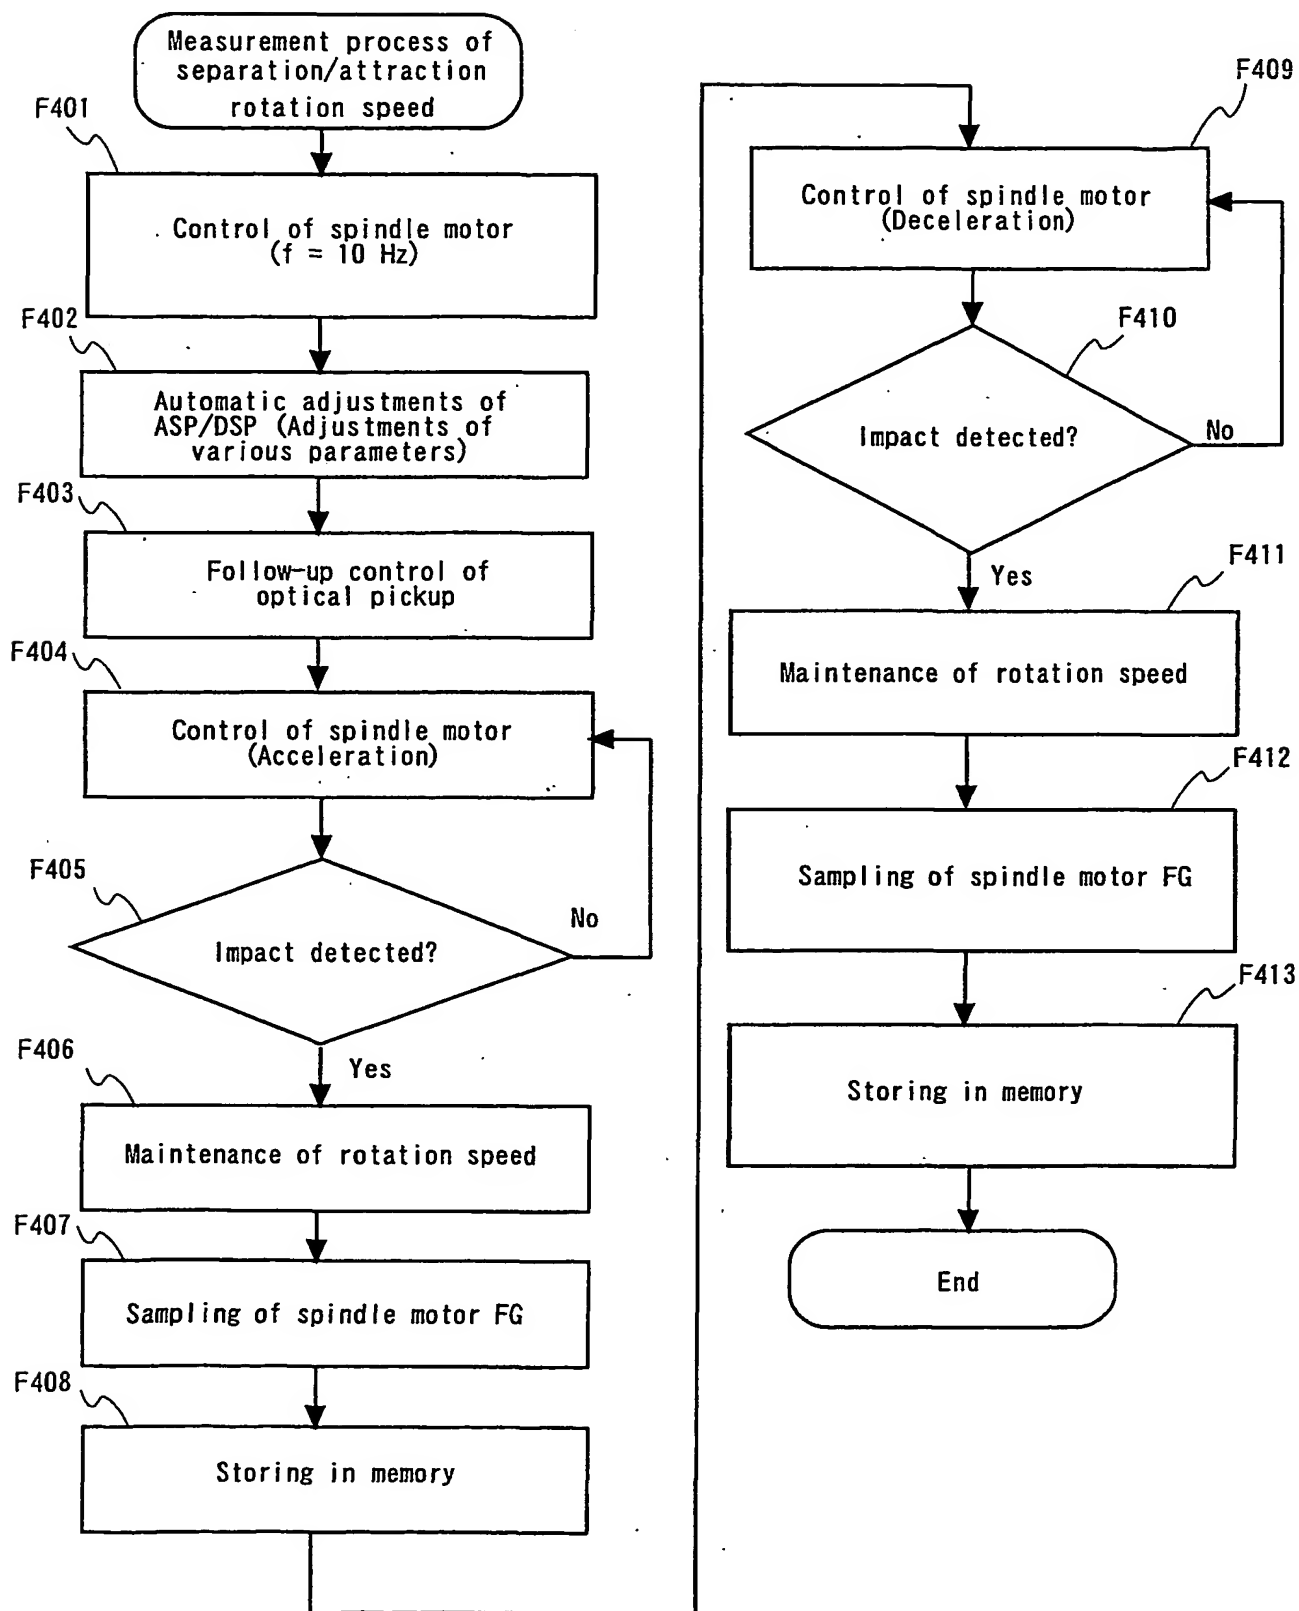 Measurement process of
separation/attraction
rotation speed
F401
Control of spindle motor
(f = 10 Hz)
F402
Automatic adjustments of
ASP/DSP (Adjustments of
various parameters)
F403
Follow-up control of
optical pickup
F404
Control of spindle motor
(Acceleration)
F405
Impact detected?
No
Yes
F406
Maintenance of rotation speed
F407
Sampling of spindle motor FG
F408
Storing in memory
F409
Control of spindle motor
(Deceleration)
F410
Impact detected?
No
Yes
F411
Maintenance of rotation speed
F412
Sampling of spindle motor FG
F413
Storing in memory
End